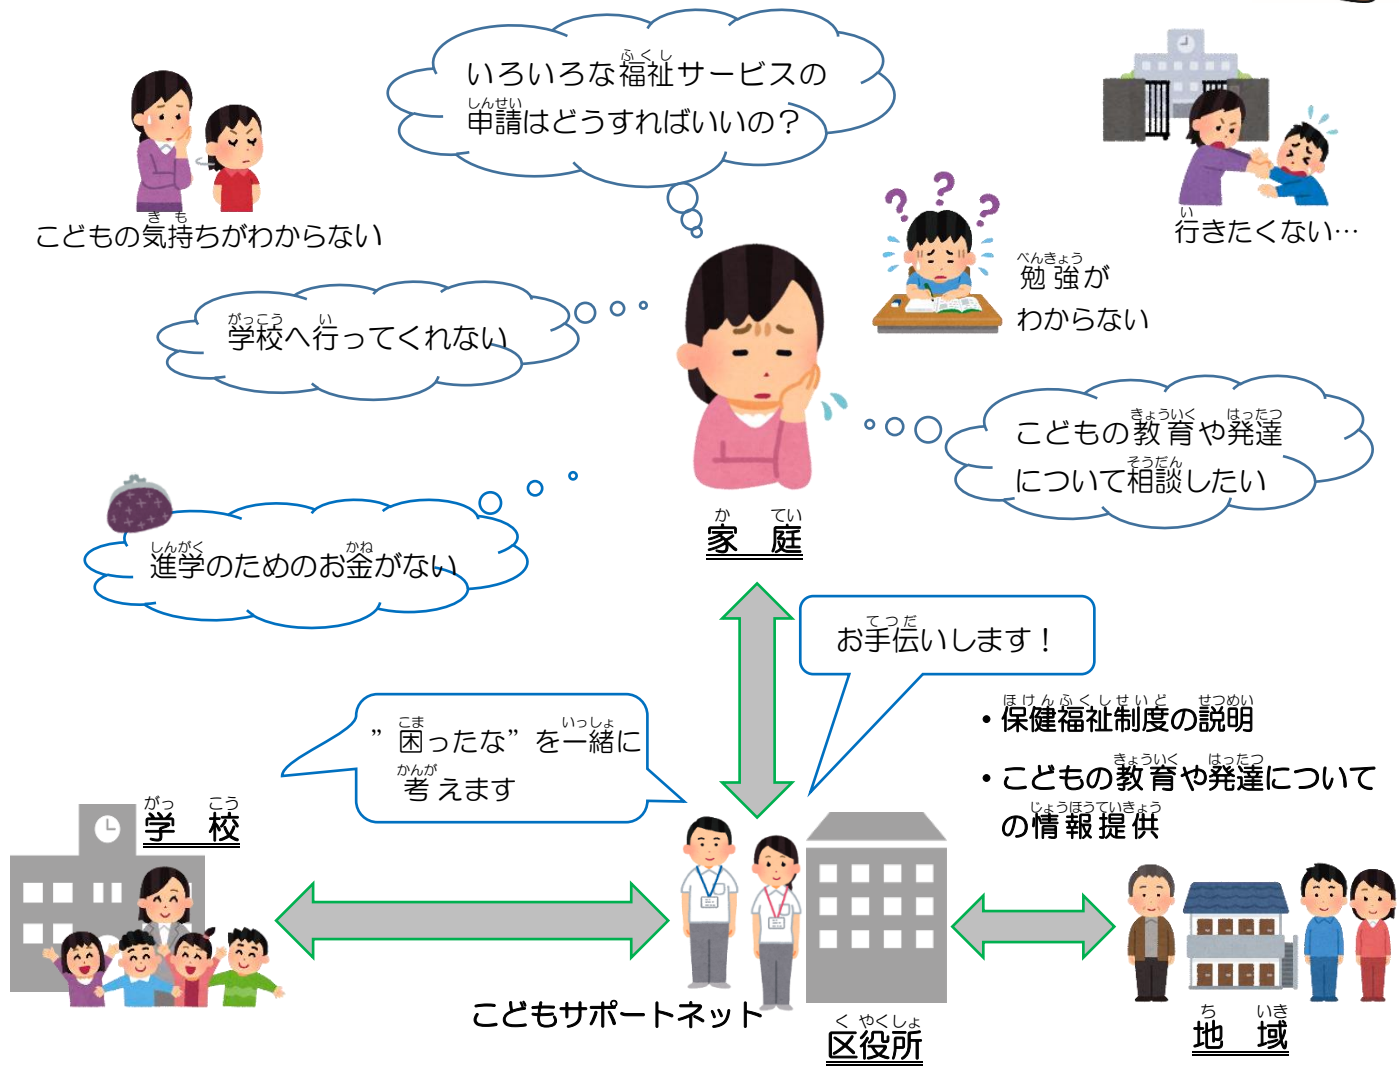 いろいろな福祉サービスの
申請はどうすればいいの？
こどもの気持ちがわからない
行きたくない…
勉強が
わからない
学校へ行ってくれない
こどもの教育や発達
について相談したい
進学のためのお金がない
家　庭
お手伝いします！
”困ったな”を一緒に
考えます
・保健福祉制度の説明
・こどもの教育や発達について
の情報提供
学　校
こどもサポートネット
区役所
地　域